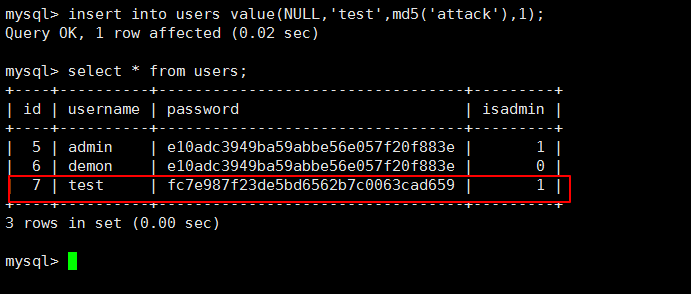 mysql> insert into users value(NULL,'test',md5('attack'),1);
Query OK, 1 row affected (0.02 sec)
mysql> select * from users;
+----+----------+----------------------------------+---------+
| id | username | password                         | isadmin |
+----+----------+----------------------------------+---------+
|  5 | admin    | e10adc3949ba59abbe56e057f20f883e |       1 |
|  6 | demon    | e10adc3949ba59abbe56e057f20f883e |       0 |
|  7 | test     | fc7e987f23de5bd6562b7c0063cad659 |       1 |
+----+----------+----------------------------------+---------+
3 rows in set (0.00 sec)
mysql>